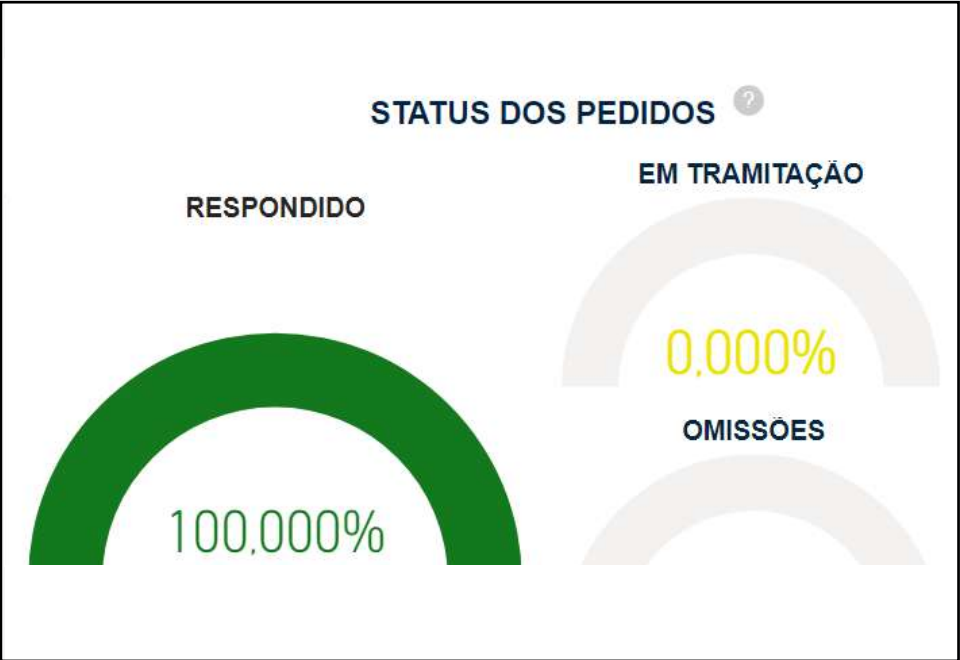 STATUS DOS PEDIDOS ?
RESPONDIDO
100,000%
EM TRAMITAÇÃO
0,000%
OMISSÕES